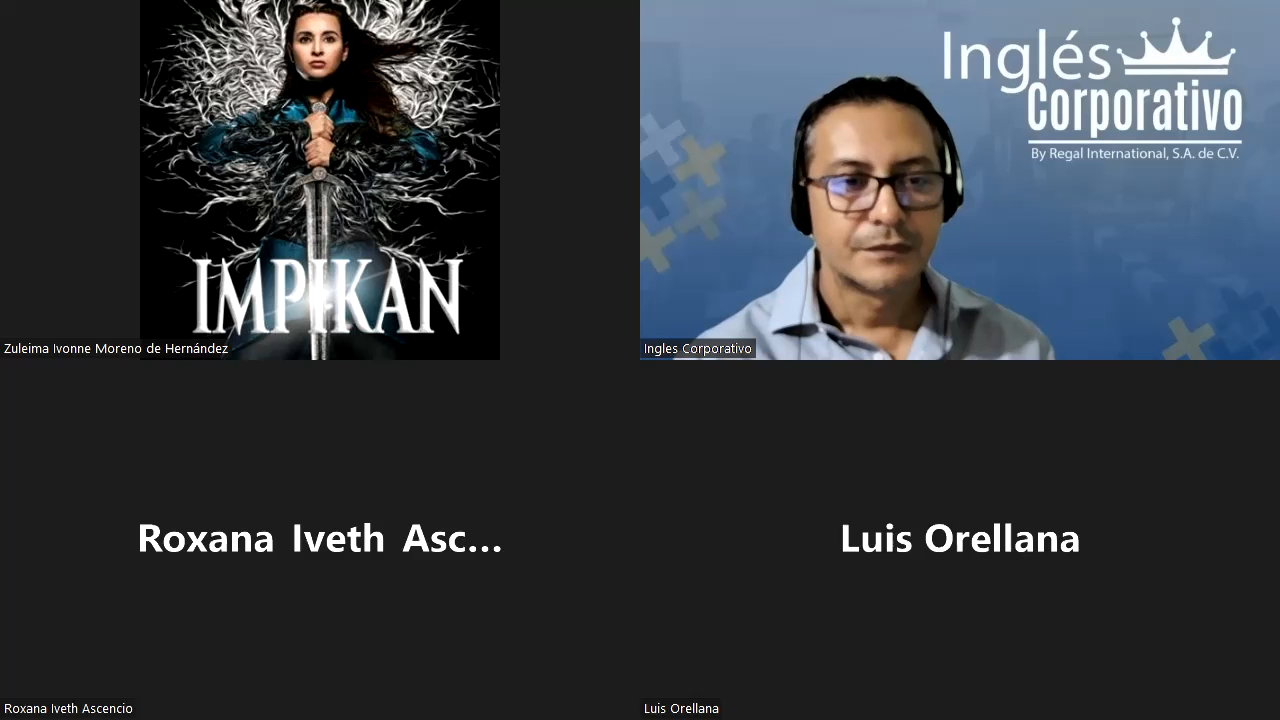 IMPIKAN
Zuleima Ivonne Moreno de Hernández
Inglés
Corporativo
By Regal International, S.A. de C.V.
Ingles Corporativo
Roxana Iveth Asc...
Luis Orellana
Roxana Iveth Ascencio
Luis Orellana